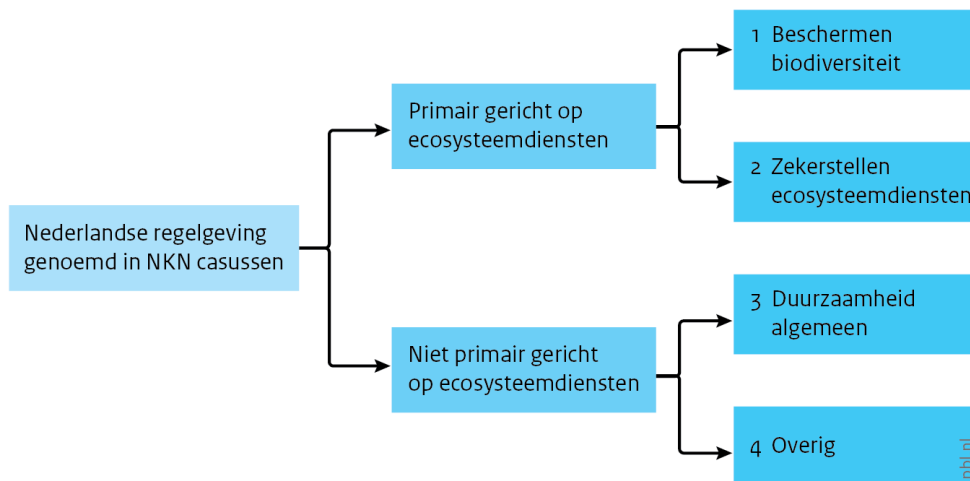 Nederlandse regelgeving
genoemd in NKN casussen
Primair gericht op
ecosysteemdiensten
Niet primair gericht
op ecosysteemdiensten
1 Beschermen
biodiversiteit
2 Zekerstellen
ecosysteemdiensten
3 Duurzaamheid
algemeen
4 Overig
pbl.nl